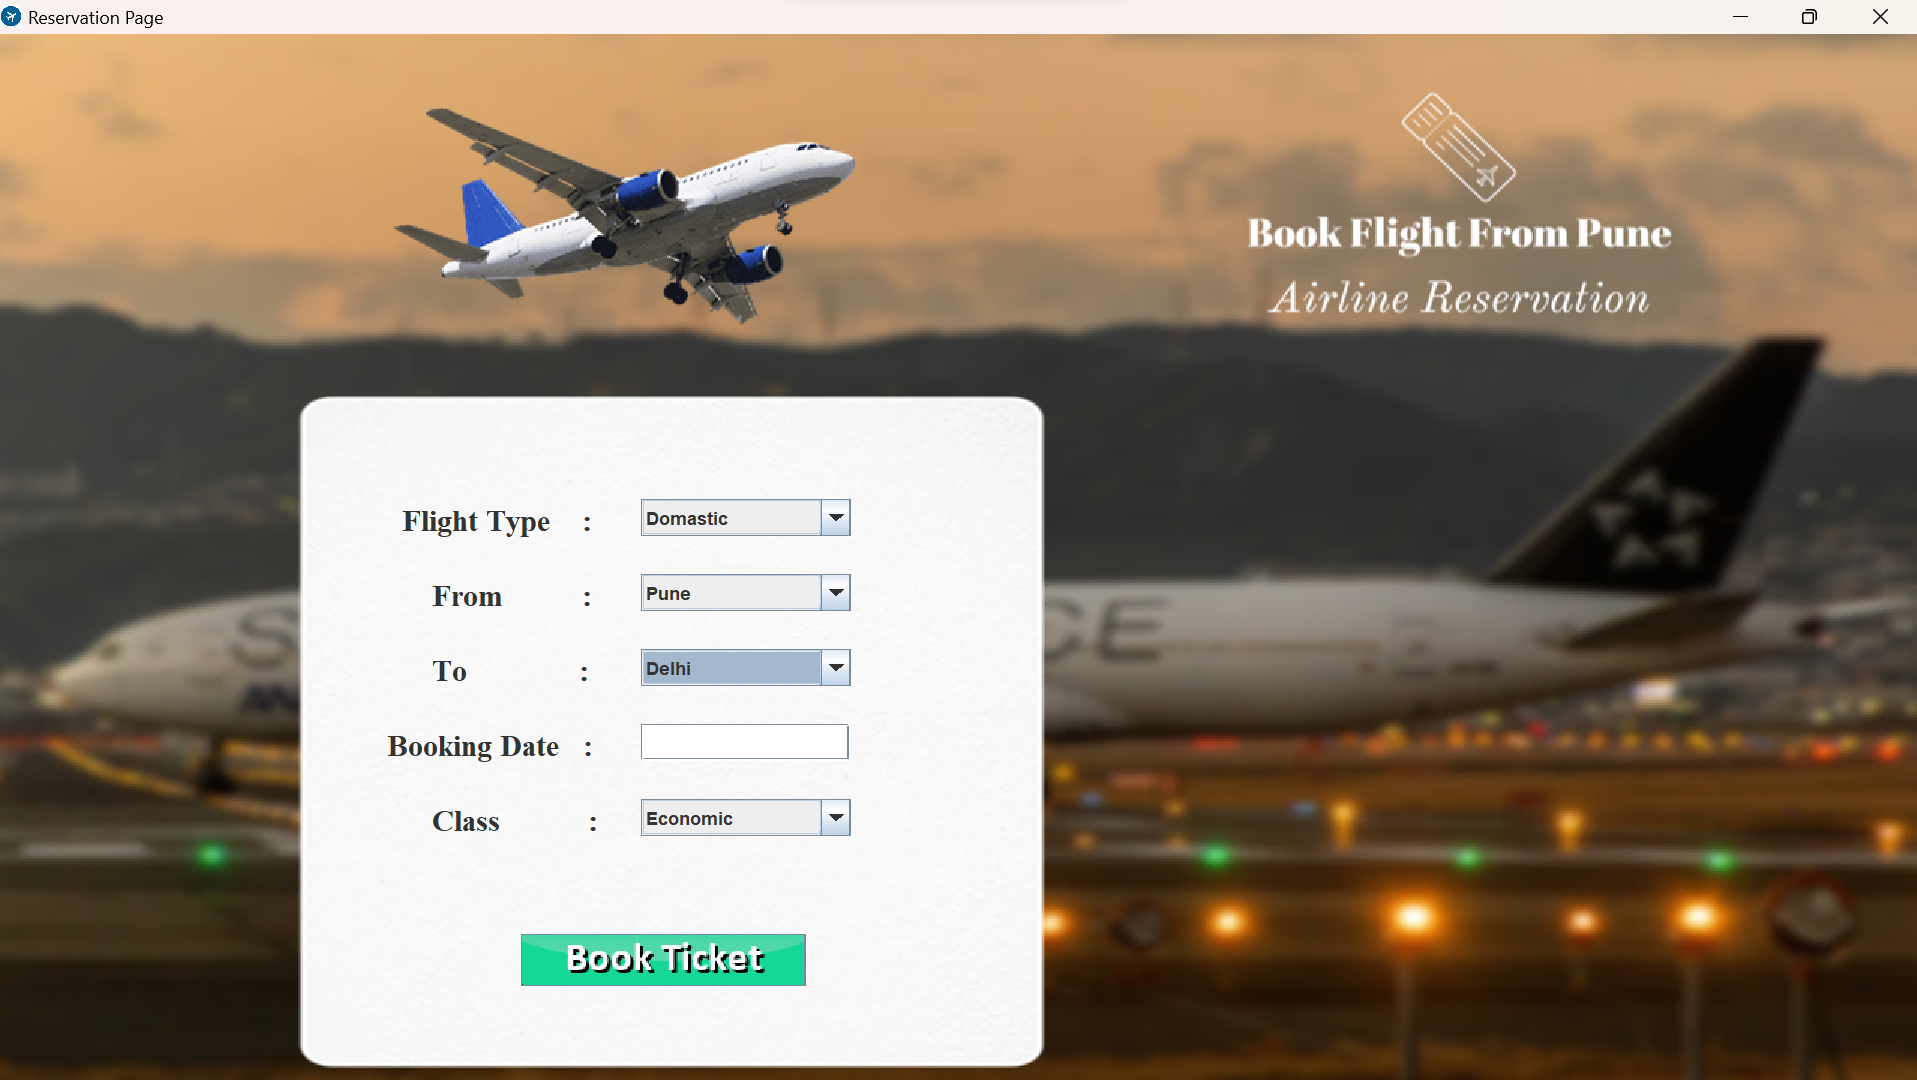 Reservation Page
Book Flight From Pune
Airline Reservation
Flight Type : Domastic
From : Pune
To : Delhi
Booking Date :
Class : Economic
Book Ticket